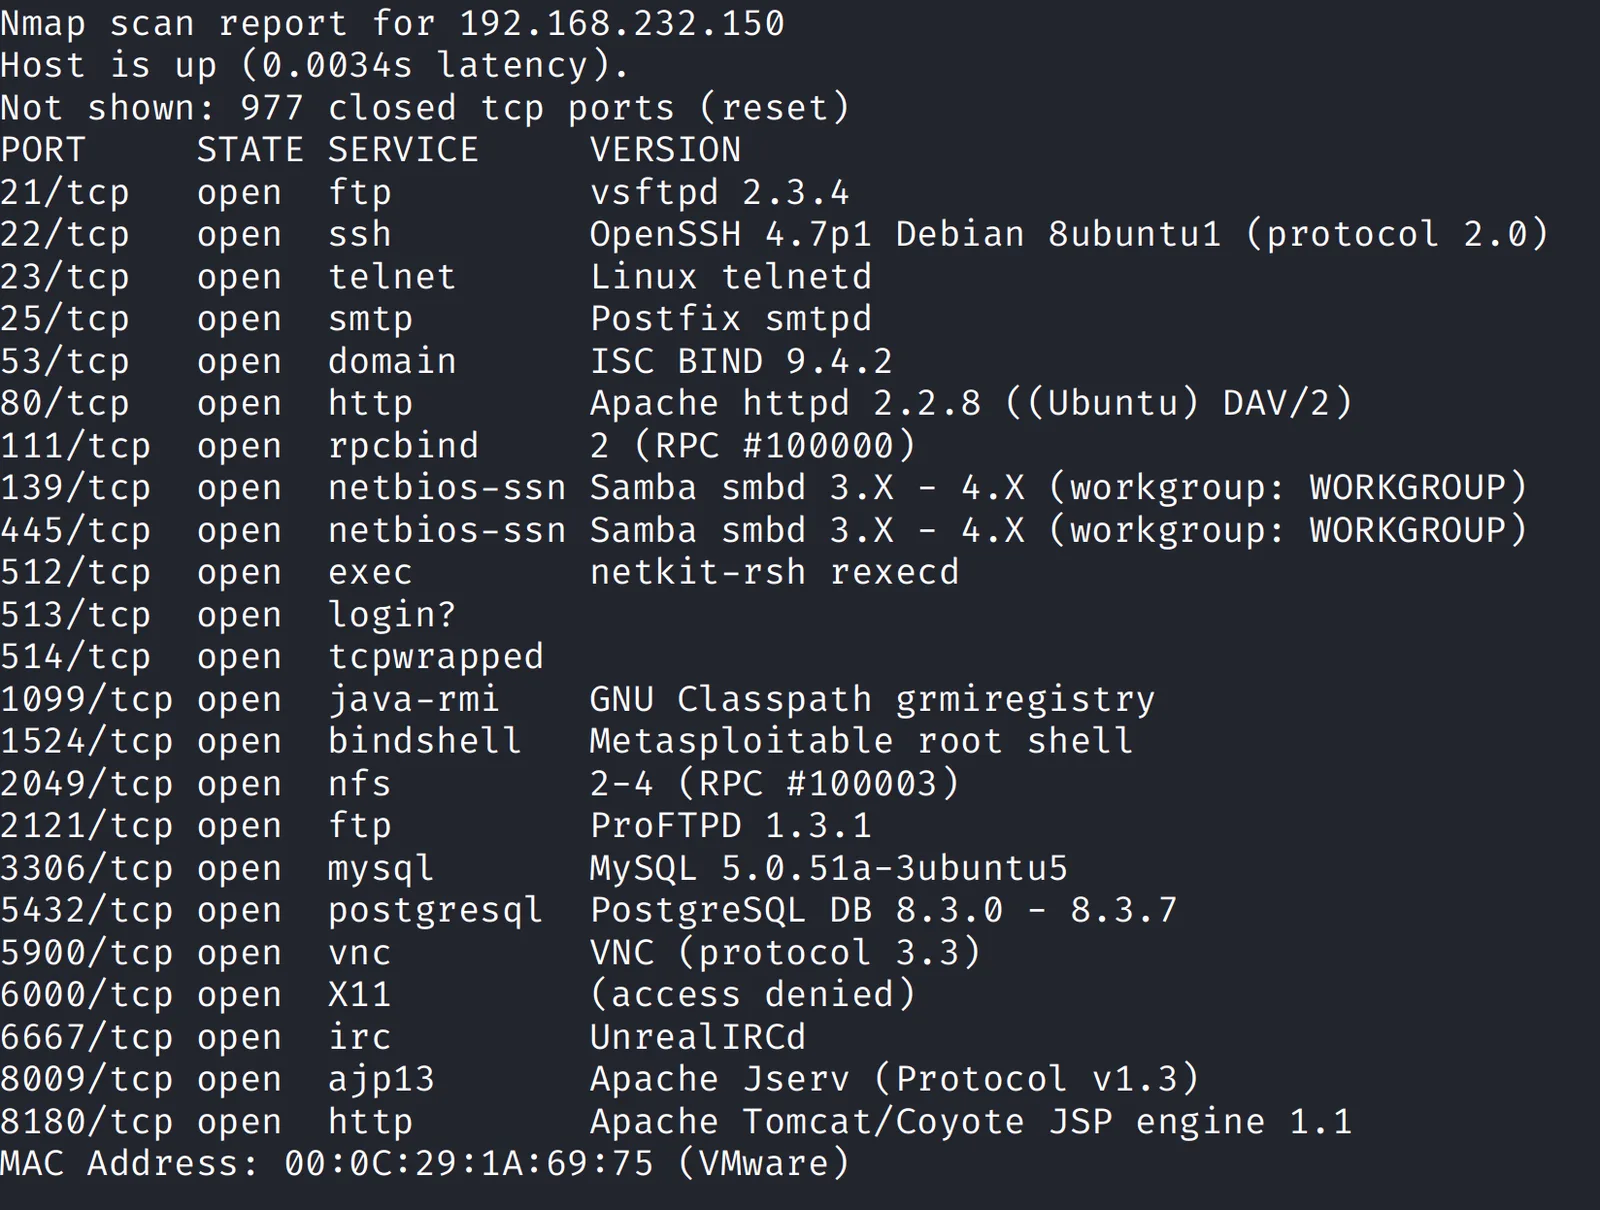 Nmap scan report for 192.168.232.150
Host is up (0.0034s latency).
Not shown: 977 closed tcp ports (reset)
PORT     STATE SERVICE     VERSION
21/tcp   open  ftp         vsftpd 2.3.4
22/tcp   open  ssh         OpenSSH 4.7p1 Debian 8ubuntu1 (protocol 2.0)
23/tcp   open  telnet      Linux telnetd
25/tcp   open  smtp        Postfix smtpd
53/tcp   open  domain      ISC BIND 9.4.2
80/tcp   open  http        Apache httpd 2.2.8 ((Ubuntu) DAV/2)
111/tcp  open  rpcbind     2 (RPC #100000)
139/tcp  open  netbios-ssn Samba smbd 3.X - 4.X (workgroup: WORKGROUP)
445/tcp  open  netbios-ssn Samba smbd 3.X - 4.X (workgroup: WORKGROUP)
512/tcp  open  exec        netkit-rsh rexecd
513/tcp  open  login?
514/tcp  open  tcpwrapped
1099/tcp open  java-rmi    GNU Classpath grmiregistry
1524/tcp open  bindshell   Metasploitable root shell
2049/tcp open  nfs         2-4 (RPC #100003)
2121/tcp open  ftp         ProFTPD 1.3.1
3306/tcp open  mysql       MySQL 5.0.51a-3ubuntu5
5432/tcp open  postgresql  PostgreSQL DB 8.3.0 - 8.3.7
5900/tcp open  vnc         VNC (protocol 3.3)
6000/tcp open  X11         (access denied)
6667/tcp open  irc         UnrealIRCd
8009/tcp open  ajp13       Apache Jserv (Protocol v1.3)
8180/tcp open  http        Apache Tomcat/Coyote JSP engine 1.1
MAC Address: 00:0C:29:1A:69:75 (VMware)